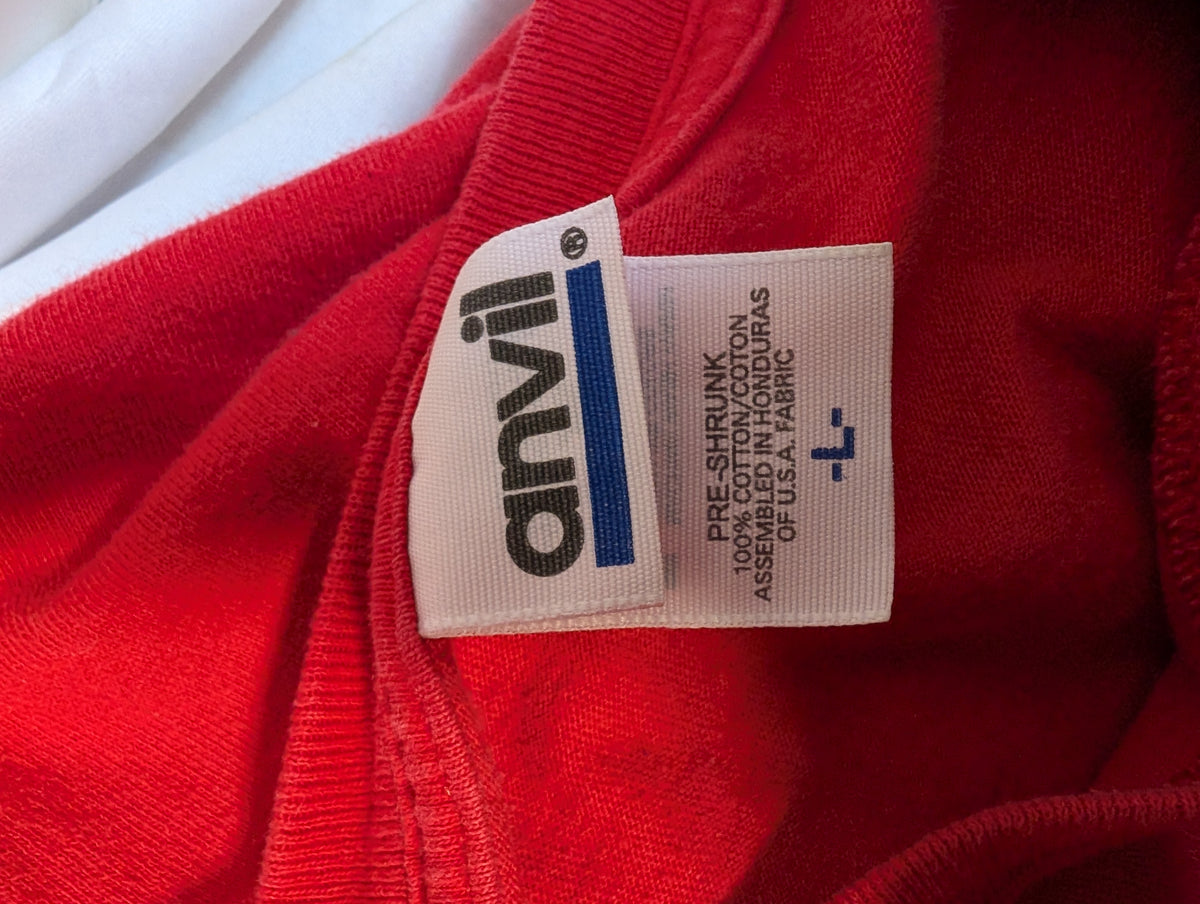 anvil®
PRE-SHRUNK
100% COTTON/COTON
ASSEMBLED IN HONDURAS
OF U.S.A. FABRIC
-L-